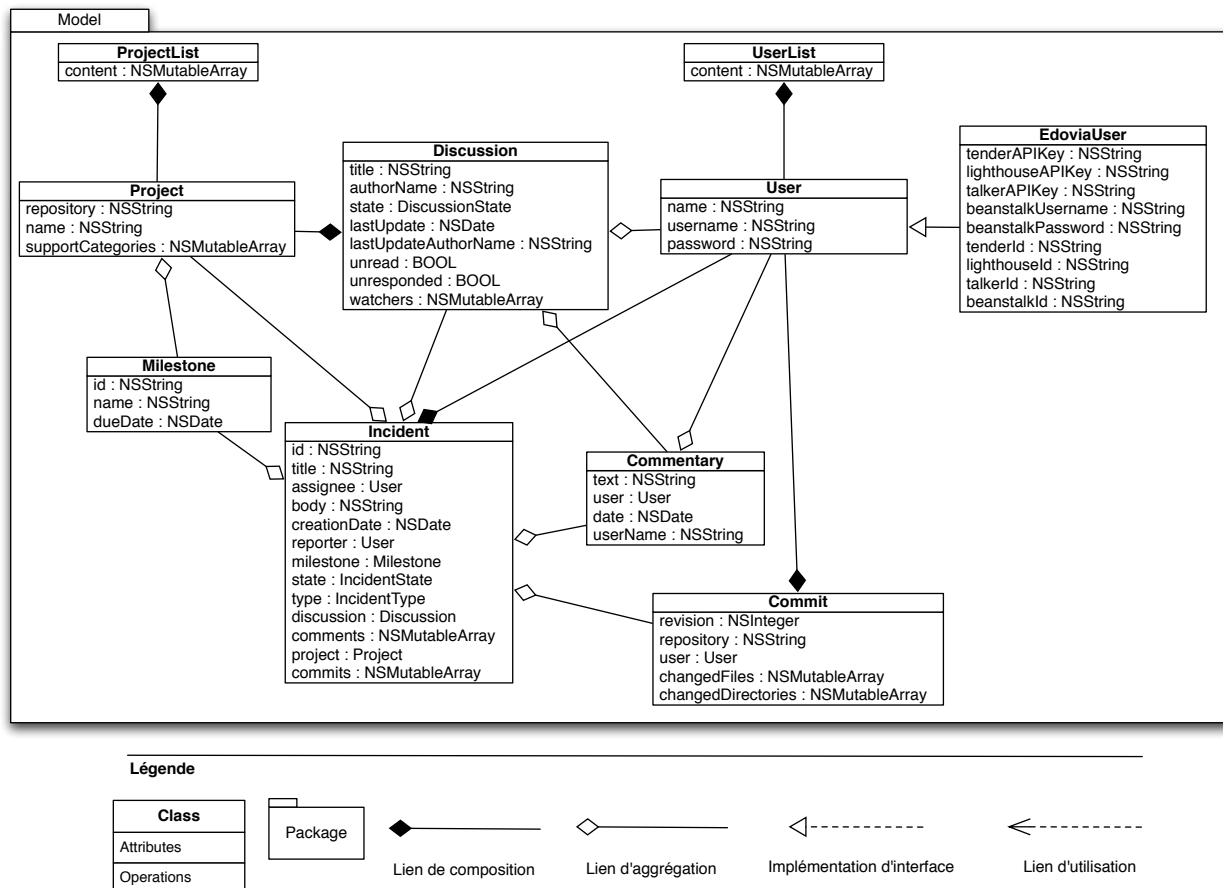 Model
ProjectList
content : NSMutableArray
UserList
content : NSMutableArray
EdoviaUser
tenderAPIKey : NSString
lighthouseAPIKey : NSString
talkerAPIKey : NSString
beanstalkUsername : NSString
beanstalkPassword : NSString
tenderId : NSString
lighthouseId : NSString
talkerId : NSString
beanstalkId : NSString
Discussion
title : NSString
authorName : NSString
state : DiscussionState
lastUpdate : NSDate
lastUpdateAuthorName : NSString
unread : BOOL
unresponded : BOOL
watchers : NSMutableArray
Project
repository : NSString
name : NSString
supportCategories : NSMutableArray
User
name : NSString
username : NSString
password : NSString
Milestone
id : NSString
name : NSString
dueDate : NSDate
Incident
id : NSString
title : NSString
assignee : User
body : NSString
creationDate : NSDate
reporter : User
milestone : Milestone
state : IncidentState
type : IncidentType
discussion : Discussion
comments : NSMutableArray
project : Project
commits : NSMutableArray
Commentary
text : NSString
user : User
date : NSDate
userName : NSString
Commit
revision : NSInteger
repository : NSString
user : User
changedFiles : NSMutableArray
changedDirectories : NSMutableArray
Légende
Class
Attributes
Operations
Package
Lien de composition
Lien d'aggrégation
Implémentation d'interface
Lien d'utilisation